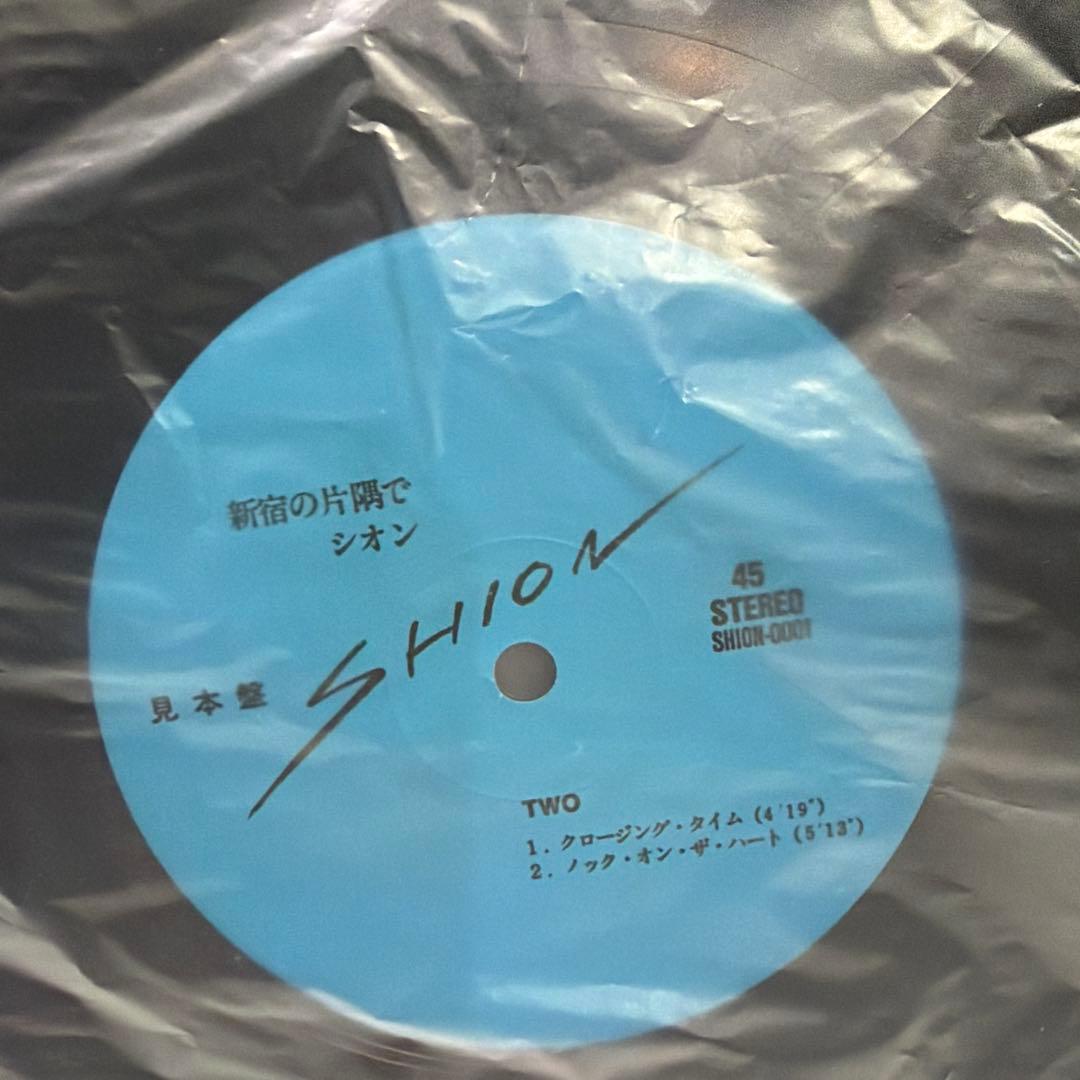 新宿の片隅で
シオン
SHION
45
STEREO
SHION-0001
見本盤
TWO
1. クロージング・タイム (4'19")
2. ノック・オン・ザ・ハート (5'13")